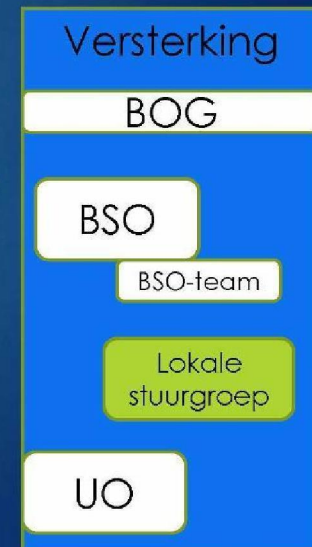 Versterking
BOG
BSO
BSO-team
Lokale
stuurgroep
UO